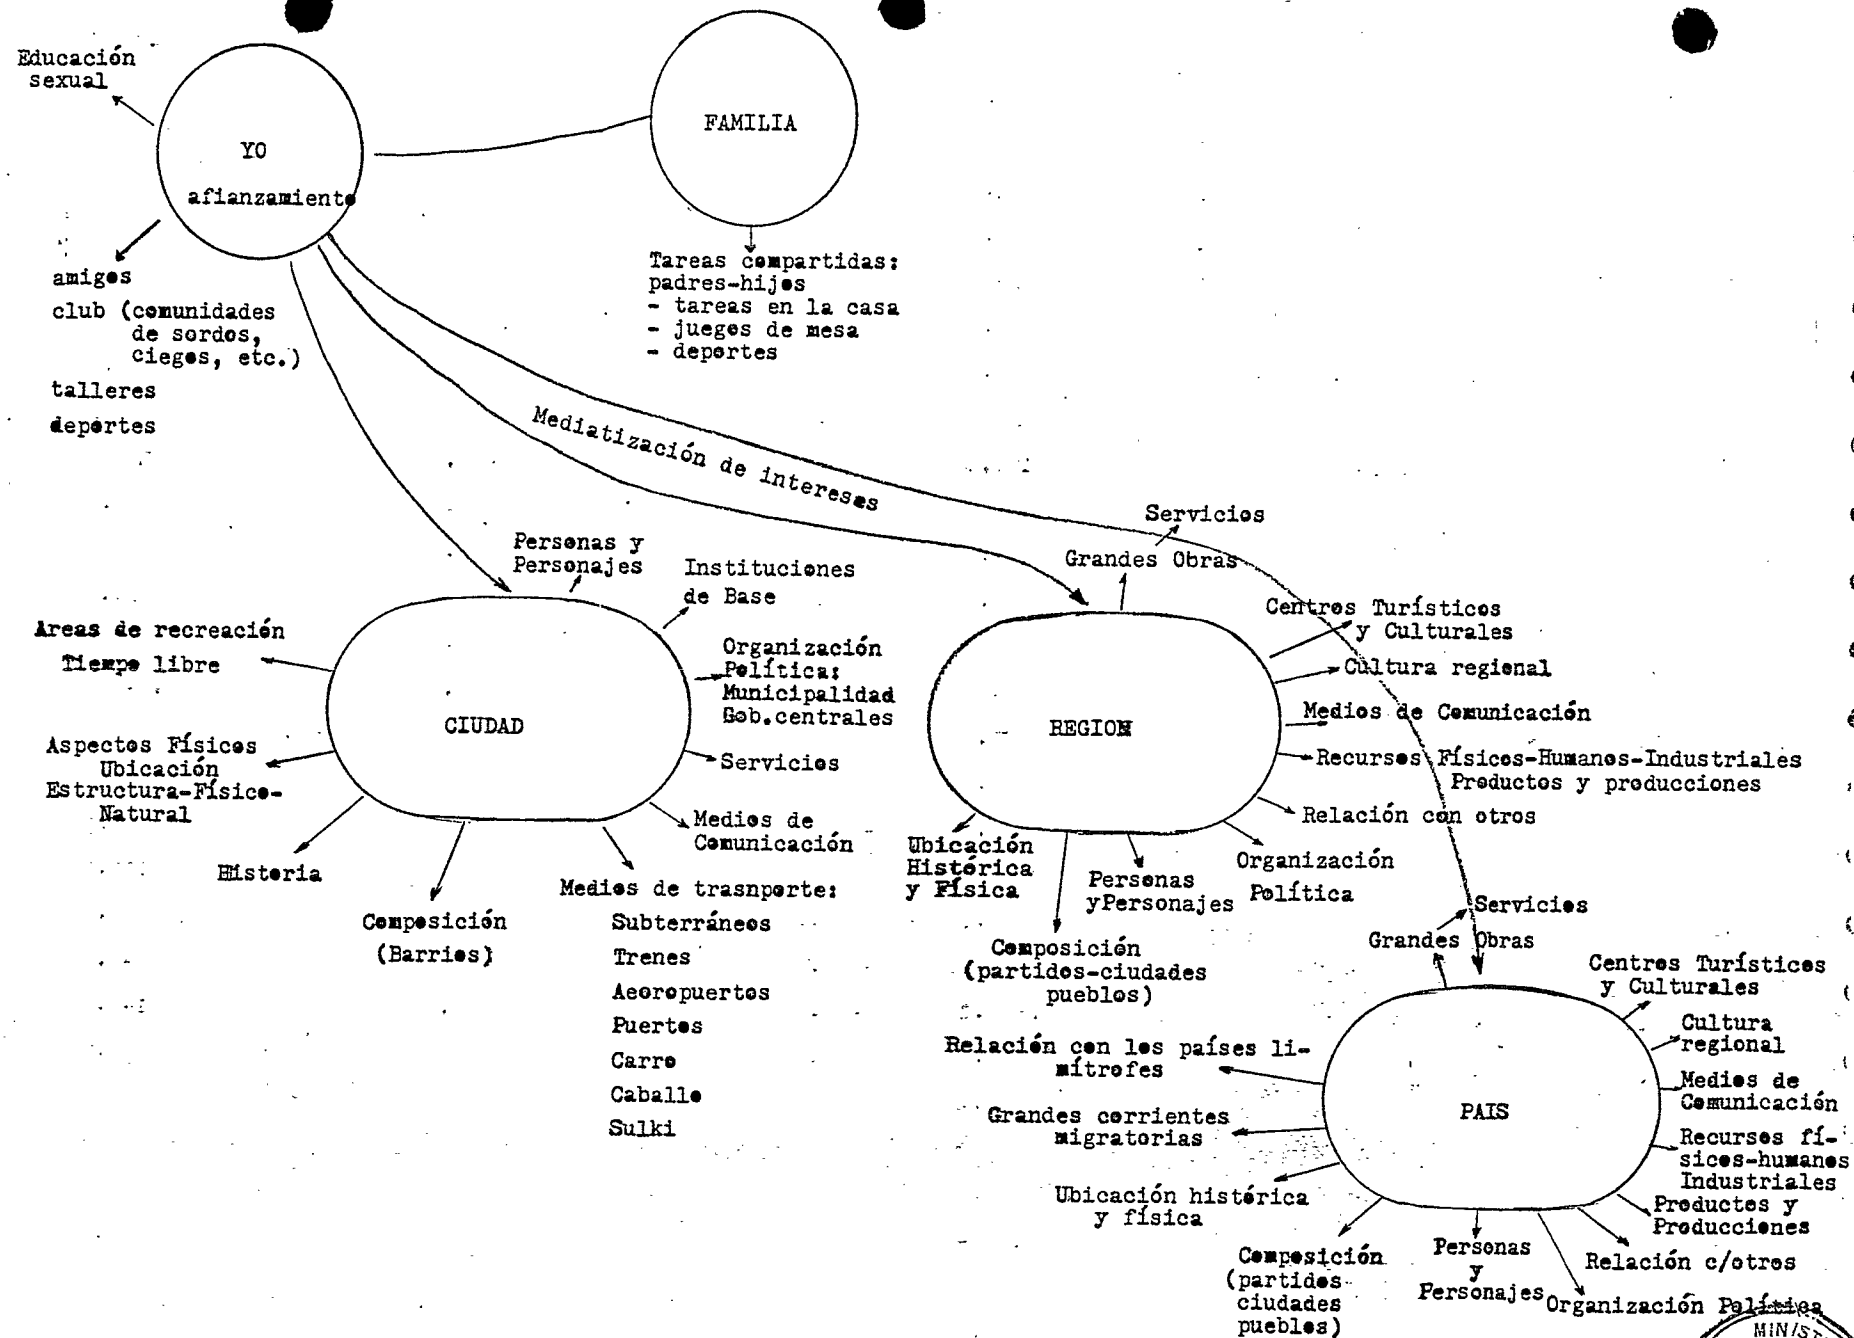 Educación
sexual
YO
afianzamiento
FAMILIA
amigos
club (comunidades
de sordos,
ciegos, etc.)
talleres
deportes
Tareas compartidas:
padres-hijos
- tareas en la casa
- juegos de mesa
- deportes
Mediatización de intereses
Personas y
Personajes
Instituciones
de Base
Areas de recreación
Tiempo libre
Organización
Política:
Municipalidad
Gob.centrales
CIUDAD
Aspectos Físicos
Ubicación
Estructura-Físico-
Natural
Servicios
Medios de
Comunicación
Historia
Composición
(Barrios)
Medios de trasnporte:
Subterráneos
Trenes
Aeoropuertos
Puertos
Carro
Caballo
Sulki
Servicios
Grandes Obras
Centros Turísticos
y Culturales
Cultura regional
REGION
Medios de Comunicación
Recursos Físicos-Humanos-Industriales
Productos y producciones
Relación con otros
Ubicación
Histórica
y Física
Personas
yPersonajes
Organización
Política
Composición
(partidos-ciudades
pueblos)
Servicios
Grandes Obras
Centros Turísticos
y Culturales
Cultura
regional
Relación con los países li-
mítrofes
Medios de
Comunicación
PAIS
Grandes corrientes
migratorias
Recursos fí-
sicos-humanos
Industriales
Productos y
Producciones
Ubicación histórica
y física
Composición
(partidos
ciudades
pueblos)
Personas
y
Personajes
Relación c/otros
Organización Política